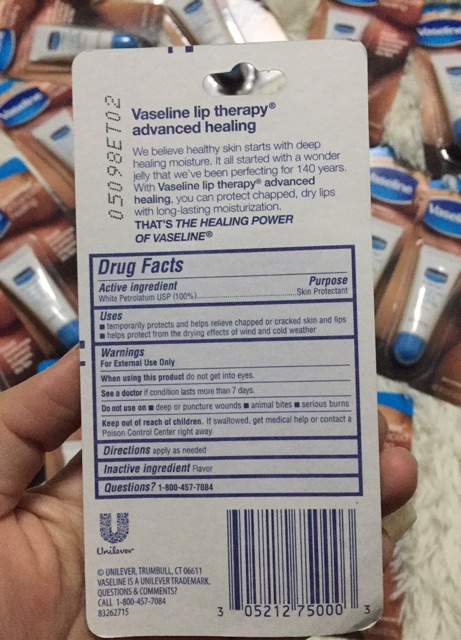 05098ET02
Vaseline lip therapy®
advanced healing
We believe healthy skin starts with deep
healing moisture. It all started with a wonder
jelly that we've been perfecting for 140 years.
With Vaseline lip therapy® advanced
healing, you can protect chapped, dry lips
with long-lasting moisturization.
THAT'S THE HEALING POWER
OF VASELINE®
Drug Facts
Active ingredient Purpose
White Petrolatum USP (100%)......Skin Protectant
Uses
■ temporarily protects and helps relieve chapped or cracked skin and lips
■ helps protect from the drying effects of wind and cold weather
Warnings
For External Use Only
When using this product do not get into eyes.
See a doctor if condition lasts more than 7 days.
Do not use on ■ deep or puncture wounds ■ animal bites ■ serious burns
Keep out of reach of children. If swallowed, get medical help or contact a
Poison Control Center right away.
Directions apply as needed
Inactive ingredient Flavor
Questions? 1-800-457-7084
Unilever
© UNILEVER, TRUMBULL, CT 06611
VASELINE IS A UNILEVER TRADEMARK.
QUESTIONS & COMMENTS?
CALL 1-800-457-7084
83262715
3 05212 75000 3
Vaseline
Vaseline
Vaseline